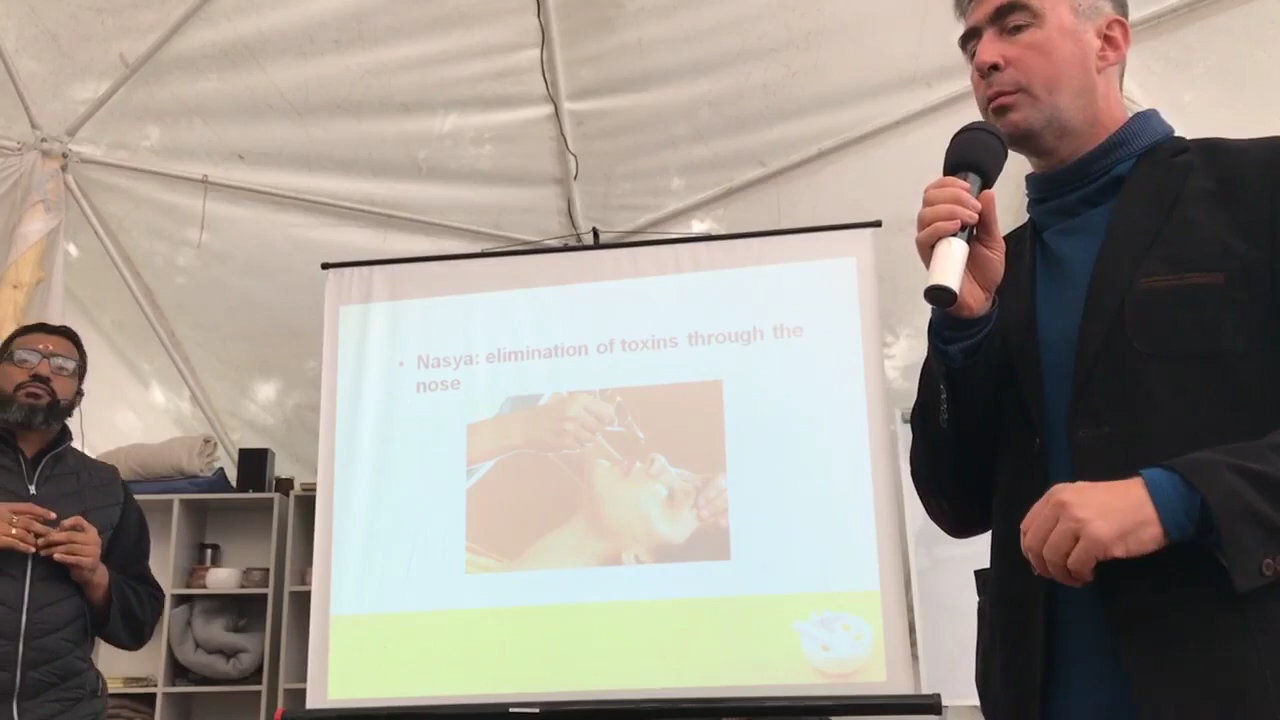 • Nasya: elimination of toxins through the
nose